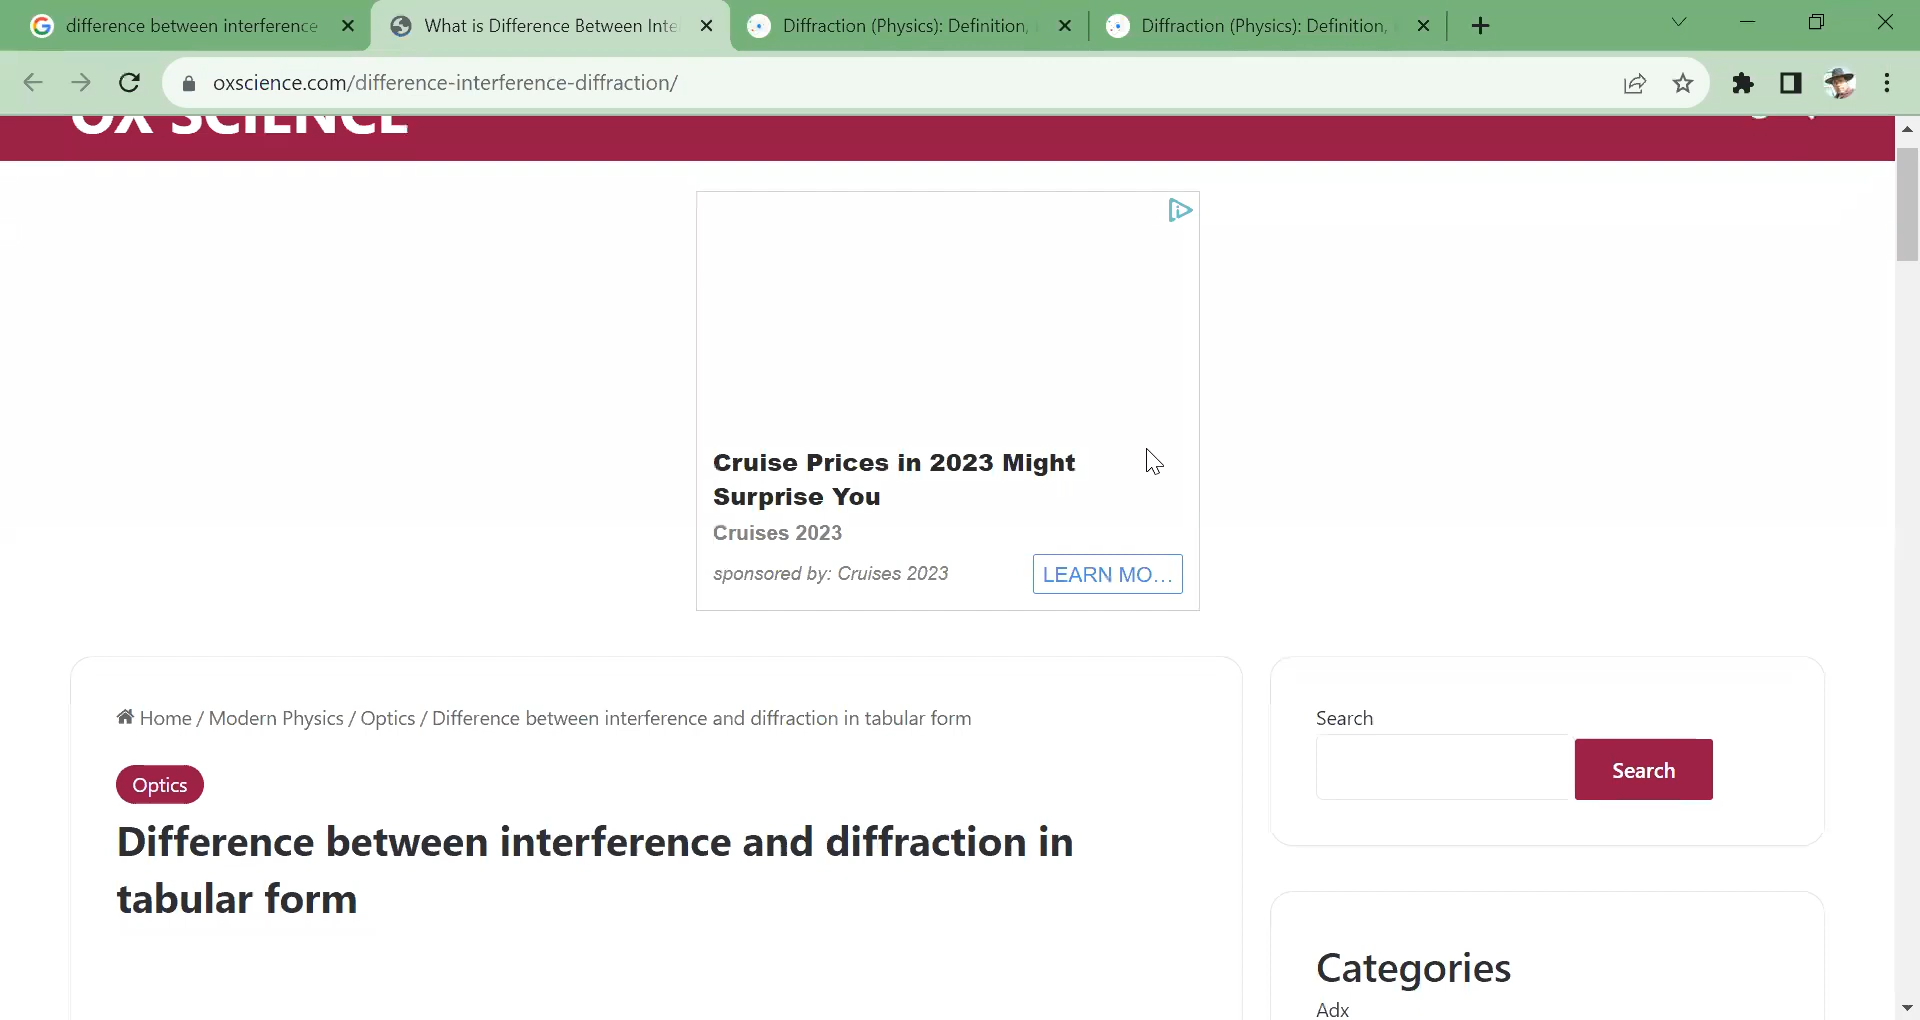 difference between interference
What is Difference Between Inte
Diffraction (Physics): Definition,
Diffraction (Physics): Definition,
oxscience.com/difference-interference-diffraction/
OX SCIENCE
Cruise Prices in 2023 Might
Surprise You
Cruises 2023
sponsored by: Cruises 2023
LEARN MO...
Home / Modern Physics / Optics / Difference between interference and diffraction in tabular form
Optics
Difference between interference and diffraction in
tabular form
Search
Search
Categories
Adx